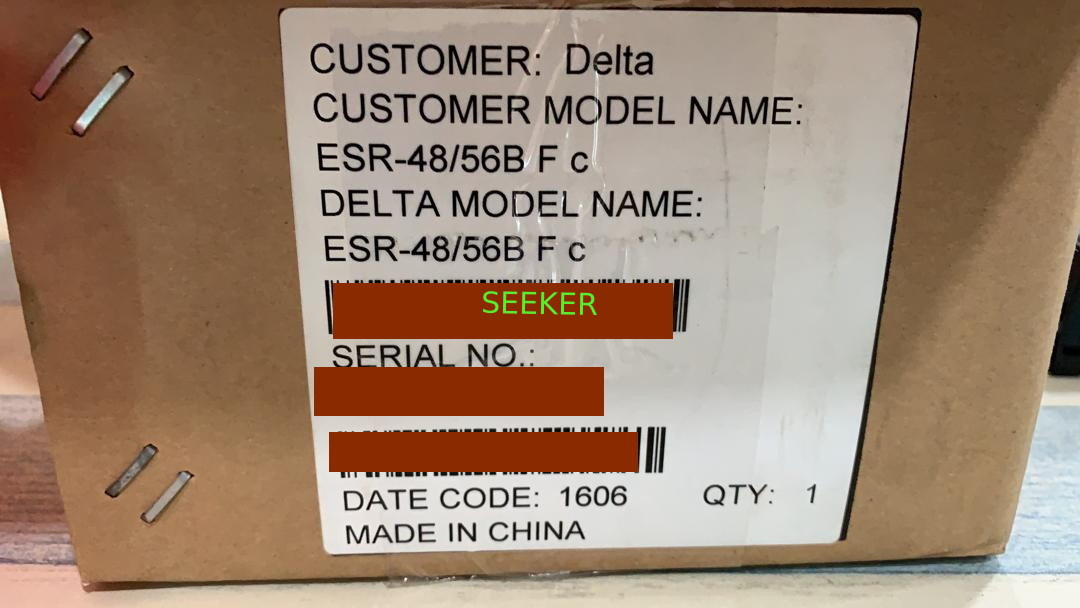 CUSTOMER: Delta
CUSTOMER MODEL NAME:
ESR-48/56B F c
DELTA MODEL NAME:
ESR-48/56B F c
SEEKER
SERIAL NO.:
DATE CODE: 1606 QTY: 1
MADE IN CHINA